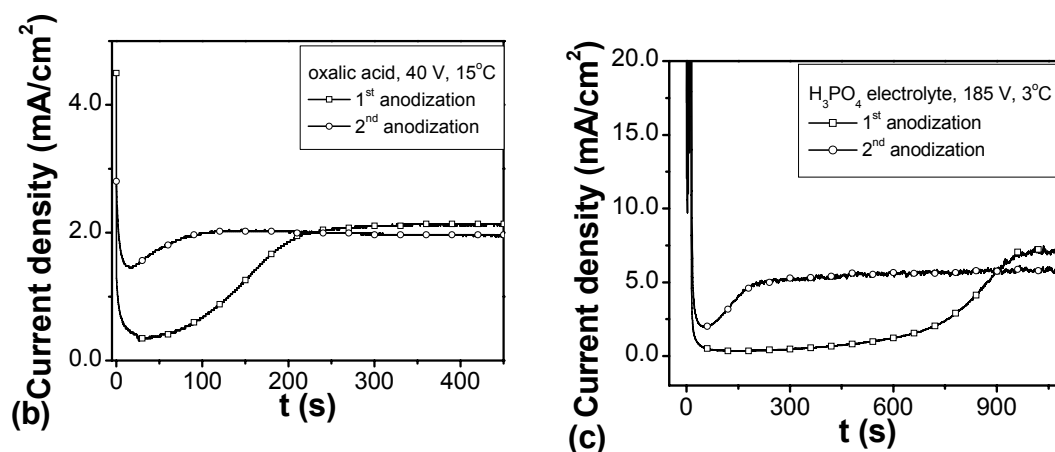 Current density (mA/cm²)
4.0
2.0
0.0
oxalic acid, 40 V, 15°C
1st anodization
2nd anodization
0 100 200 300 400
t (s)
(b)
Current density (mA/cm²)
20.0
15.0
10.0
5.0
0.0
H₃PO₄ electrolyte, 185 V, 3°C
1st anodization
2nd anodization
0 300 600 900
t (s)
(c)